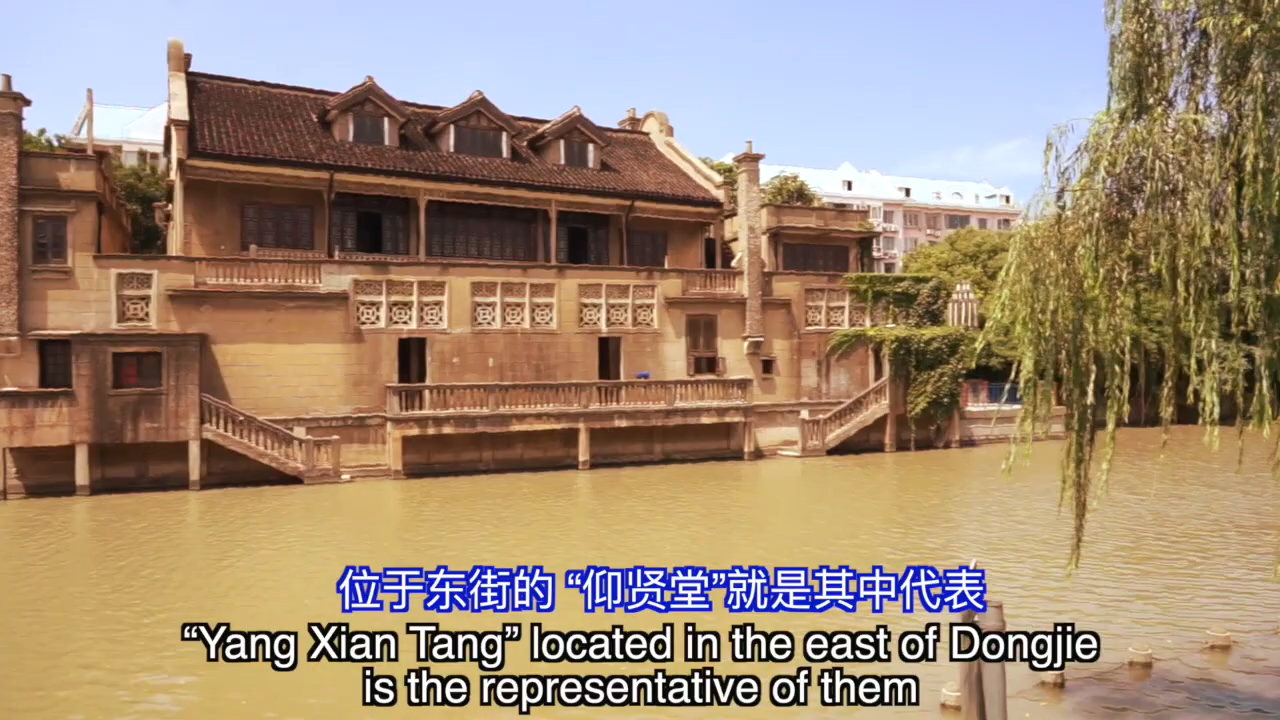 位于东街的 “仰贤堂”就是其中代表
“Yang Xian Tang” located in the east of Dongjie
is the representative of them